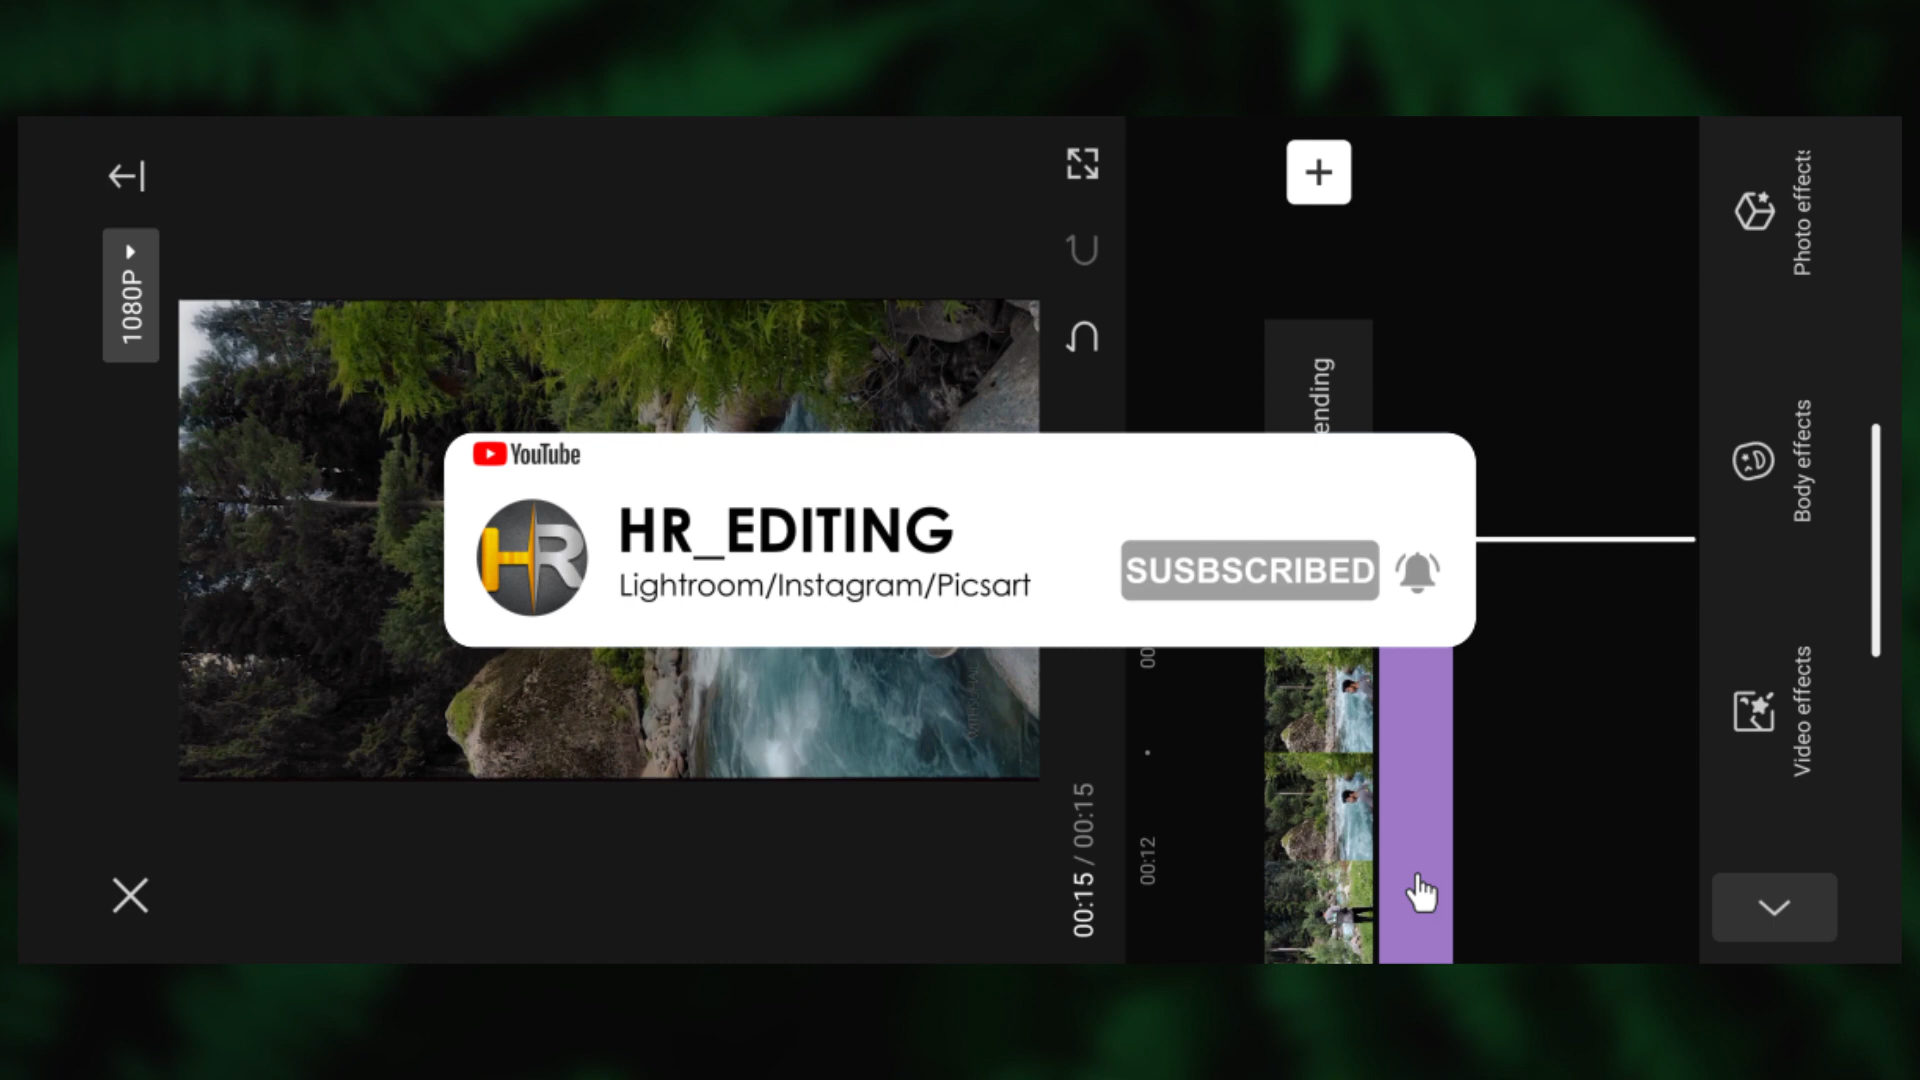 1080P
YouTube
HR_EDITING
Lightroom/Instagram/Picsart
SUSBSCRIBED
ending
00:15 / 00:15
00
00:12
Photo effects
Body effects
Video effects